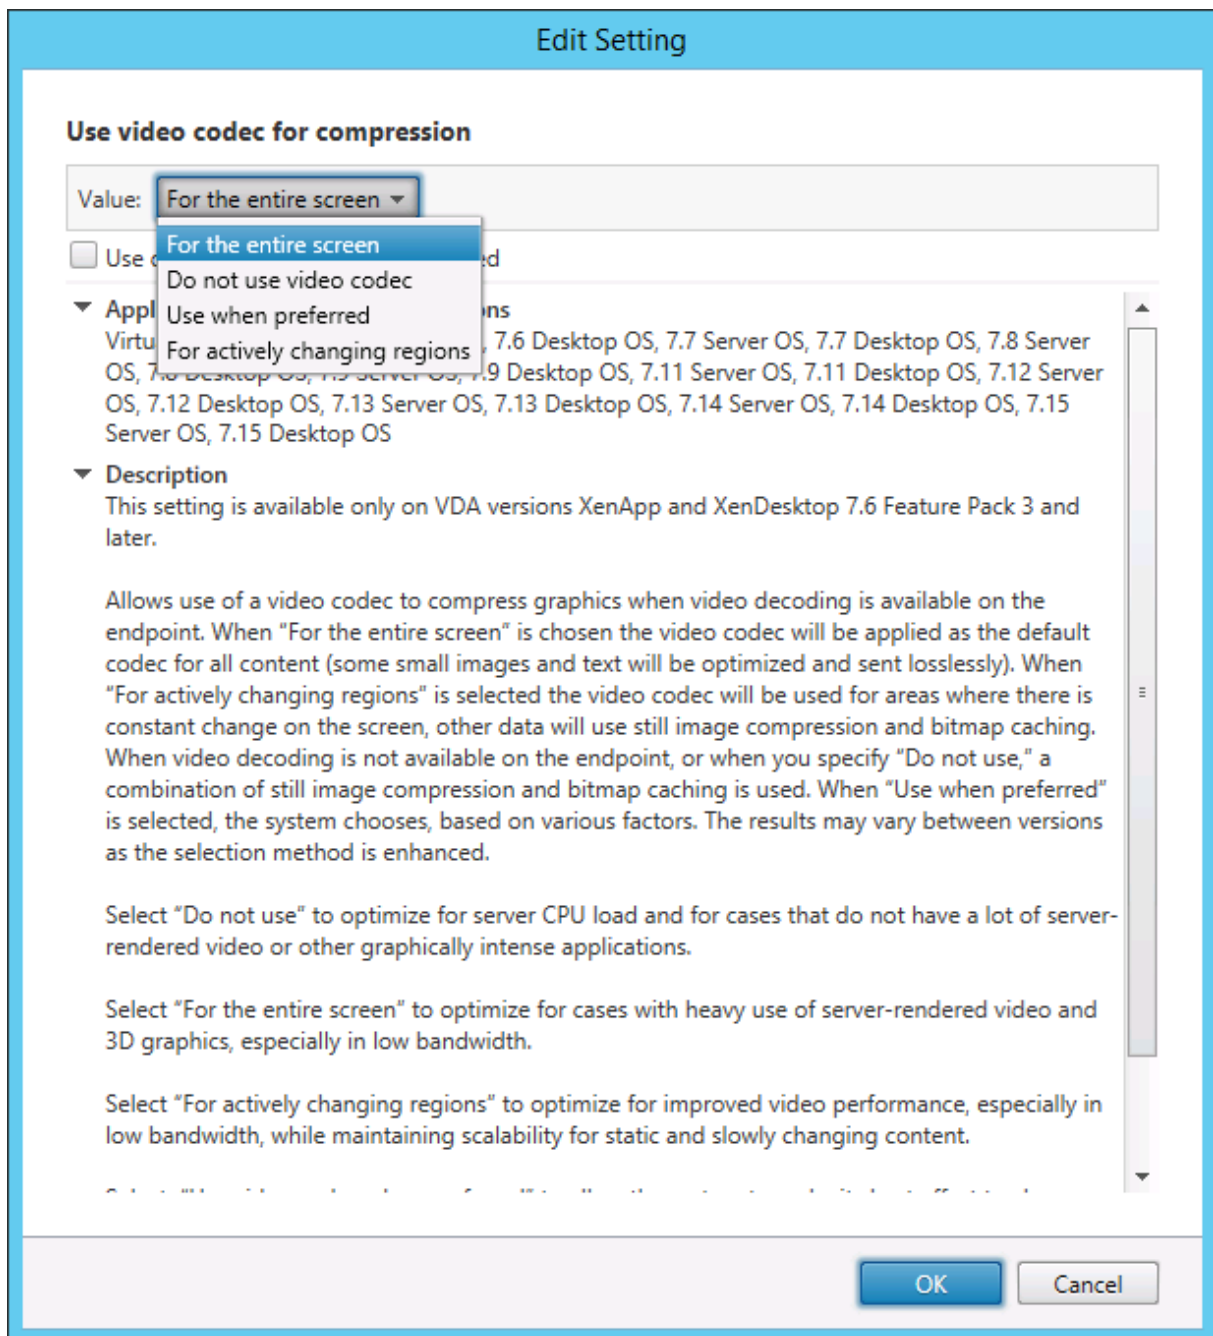 Edit Setting
Use video codec for compression
Value: For the entire screen
For the entire screen
Use
Do not use video codec
Use when preferred
For actively changing regions
Virtu , 7.6 Desktop OS, 7.7 Server OS, 7.7 Desktop OS, 7.8 Server
OS, 7.9 Desktop OS, 7.11 Server OS, 7.11 Desktop OS, 7.12 Server
OS, 7.12 Desktop OS, 7.13 Server OS, 7.13 Desktop OS, 7.14 Server OS, 7.14 Desktop OS, 7.15
Server OS, 7.15 Desktop OS
Description
This setting is available only on VDA versions XenApp and XenDesktop 7.6 Feature Pack 3 and
later.
Allows use of a video codec to compress graphics when video decoding is available on the
endpoint. When “For the entire screen” is chosen the video codec will be applied as the default
codec for all content (some small images and text will be optimized and sent losslessly). When
“For actively changing regions” is selected the video codec will be used for areas where there is
constant change on the screen, other data will use still image compression and bitmap caching.
When video decoding is not available on the endpoint, or when you specify “Do not use,” a
combination of still image compression and bitmap caching is used. When “Use when preferred”
is selected, the system chooses, based on various factors. The results may vary between versions
as the selection method is enhanced.
Select “Do not use” to optimize for server CPU load and for cases that do not have a lot of server-
rendered video or other graphically intense applications.
Select “For the entire screen” to optimize for cases with heavy use of server-rendered video and
3D graphics, especially in low bandwidth.
Select “For actively changing regions” to optimize for improved video performance, especially in
low bandwidth, while maintaining scalability for static and slowly changing content.
OK
Cancel